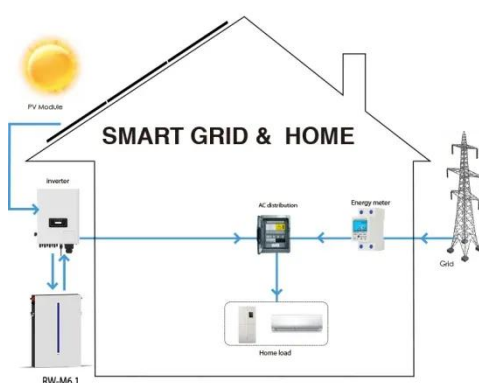 PV Module
SMART GRID & HOME
Inverter
AC distribution
Energy meter
Grid
Home load
RW-M6.1